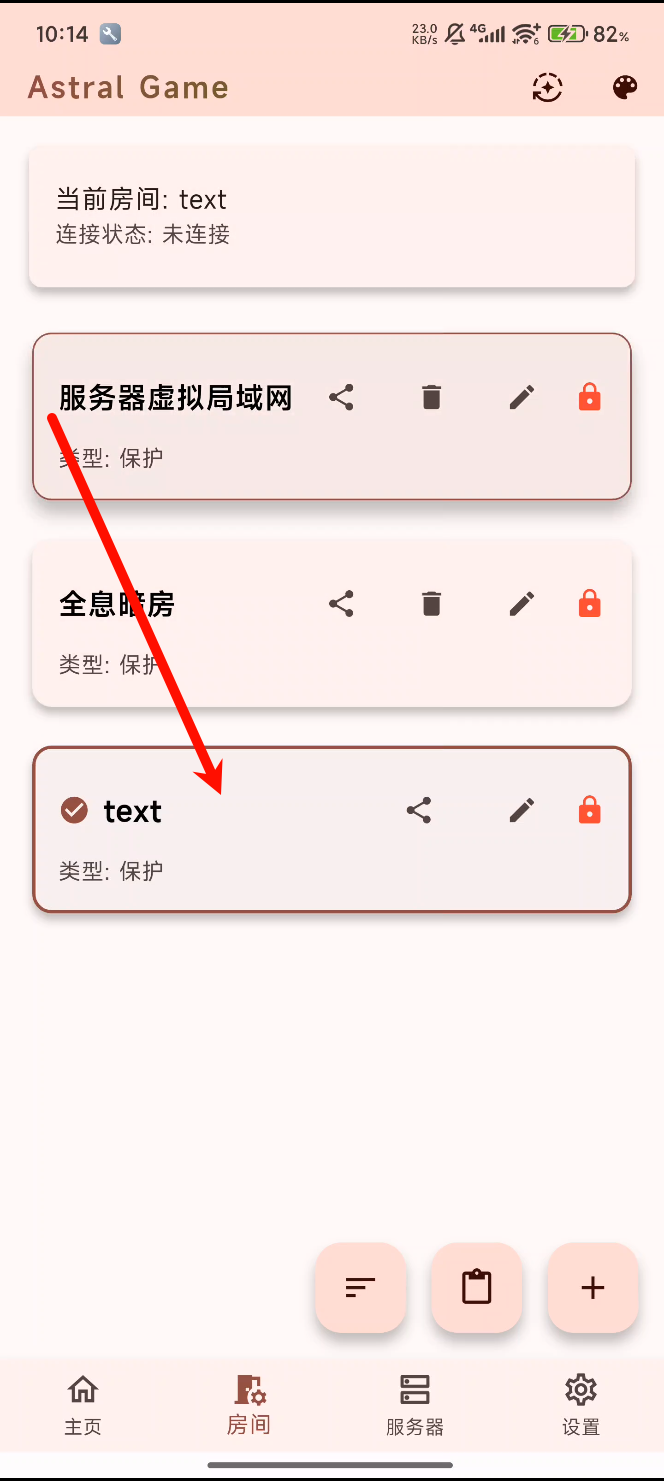 10:14
23.0
KB/s
4G
6
82%
Astral Game
当前房间: text
连接状态: 未连接
服务器虚拟局域网
类型: 保护
全息暗房
类型: 保护
text
类型: 保护
主页
房间
服务器
设置